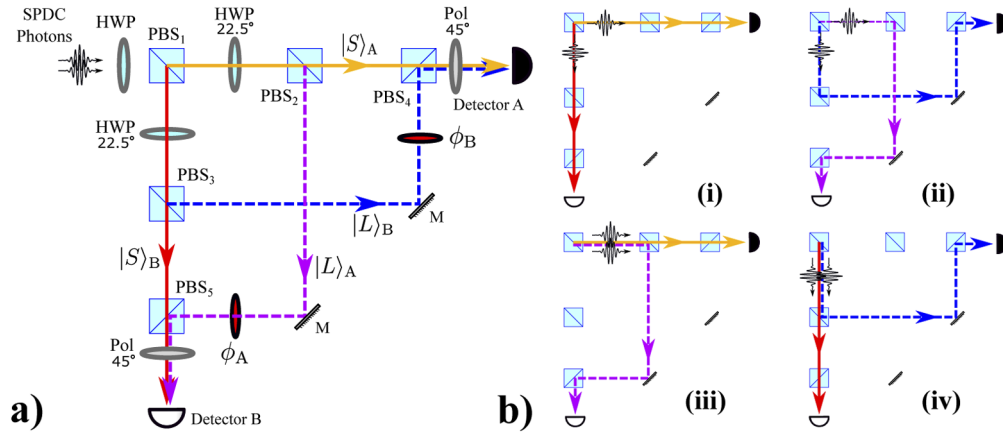 SPDC
Photons
HWP
PBS₁
HWP
22.5°
|S⟩A
PBS₂
PBS₄
Pol
45°
Detector A
HWP
22.5°
ϕB
PBS₃
|L⟩B
M
|S⟩B
|L⟩A
PBS₅
M
Pol
45°
ϕA
Detector B
a)
b)
(i)
(ii)
(iii)
(iv)